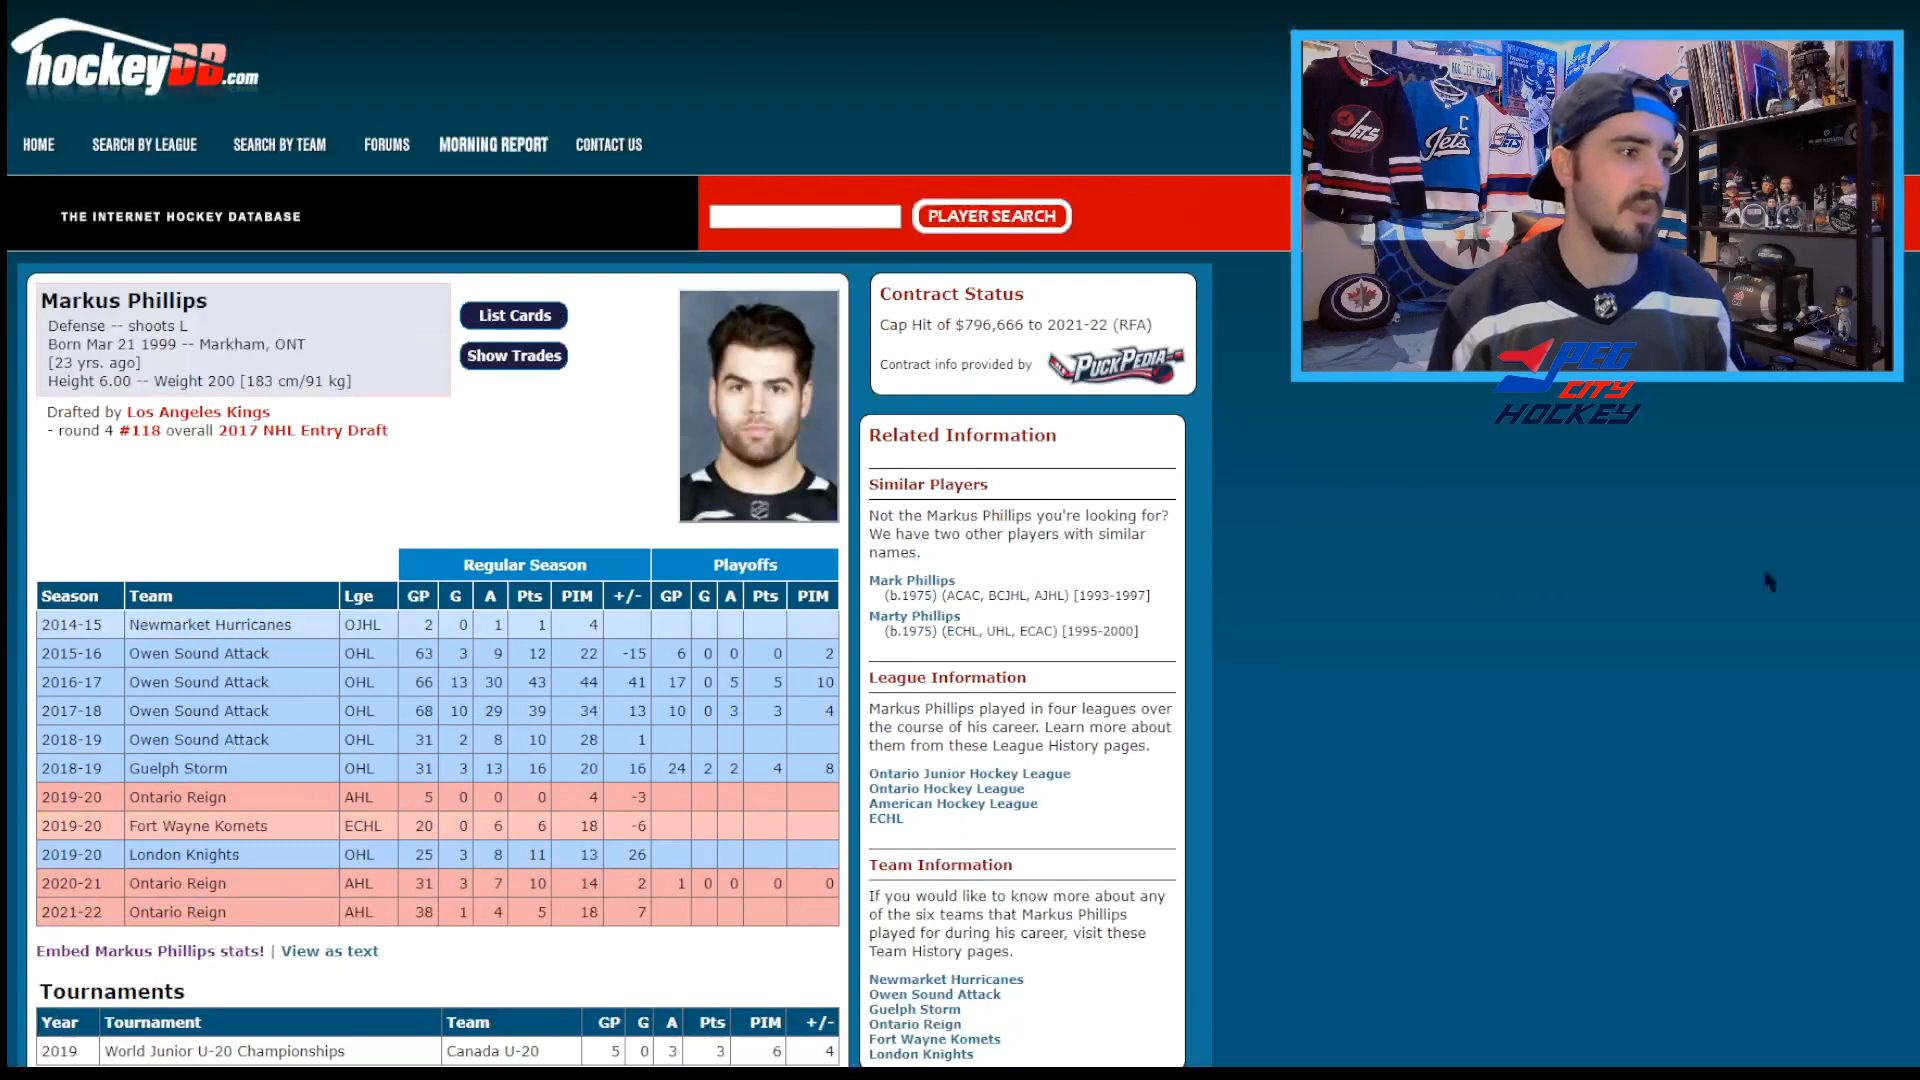 hockeyDB.com
HOME SEARCH BY LEAGUE SEARCH BY TEAM FORUMS MORNING REPORT CONTACT US
THE INTERNET HOCKEY DATABASE
PLAYER SEARCH
Markus Phillips
Defense -- shoots L
Born Mar 21 1999 -- Markham, ONT
[23 yrs. ago]
Height 6.00 -- Weight 200 [183 cm/91 kg]
List Cards
Show Trades
Drafted by Los Angeles Kings
- round 4 #118 overall 2017 NHL Entry Draft
Regular Season Playoffs
Season Team Lge GP G A Pts PIM +/- GP G A Pts PIM
2014-15 Newmarket Hurricanes OJHL 2 0 1 1 4
2015-16 Owen Sound Attack OHL 63 3 9 12 22 -15 6 0 0 0 2
2016-17 Owen Sound Attack OHL 66 13 30 43 44 41 17 0 5 5 10
2017-18 Owen Sound Attack OHL 68 10 29 39 34 13 10 0 3 3 4
2018-19 Owen Sound Attack OHL 31 2 8 10 28 1
2018-19 Guelph Storm OHL 31 3 13 16 20 16 24 2 2 4 8
2019-20 Ontario Reign AHL 5 0 0 0 4 -3
2019-20 Fort Wayne Komets ECHL 20 0 6 6 18 -6
2019-20 London Knights OHL 25 3 8 11 13 26
2020-21 Ontario Reign AHL 31 3 7 10 14 2 1 0 0 0 0
2021-22 Ontario Reign AHL 38 1 4 5 18 7
Embed Markus Phillips stats! | View as text
Tournaments
Year Tournament Team GP G A Pts PIM +/-
2019 World Junior U-20 Championships Canada U-20 5 0 3 3 6 4
Contract Status
Cap Hit of $796,666 to 2021-22 (RFA)
Contract info provided by PUCKPEDIA
Related Information
Similar Players
Not the Markus Phillips you're looking for?
We have two other players with similar
names.
Mark Phillips
(b.1975) (ACAC, BCJHL, AJHL) [1993-1997]
Marty Phillips
(b.1975) (ECHL, UHL, ECAC) [1995-2000]
League Information
Markus Phillips played in four leagues over
the course of his career. Learn more about
them from these League History pages.
Ontario Junior Hockey League
Ontario Hockey League
American Hockey League
ECHL
Team Information
If you would like to know more about any
of the six teams that Markus Phillips
played for during his career, visit these
Team History pages.
Newmarket Hurricanes
Owen Sound Attack
Guelph Storm
Ontario Reign
Fort Wayne Komets
London Knights
JETS
C
Jets
JETS
PEG
CITY
HOCKEY